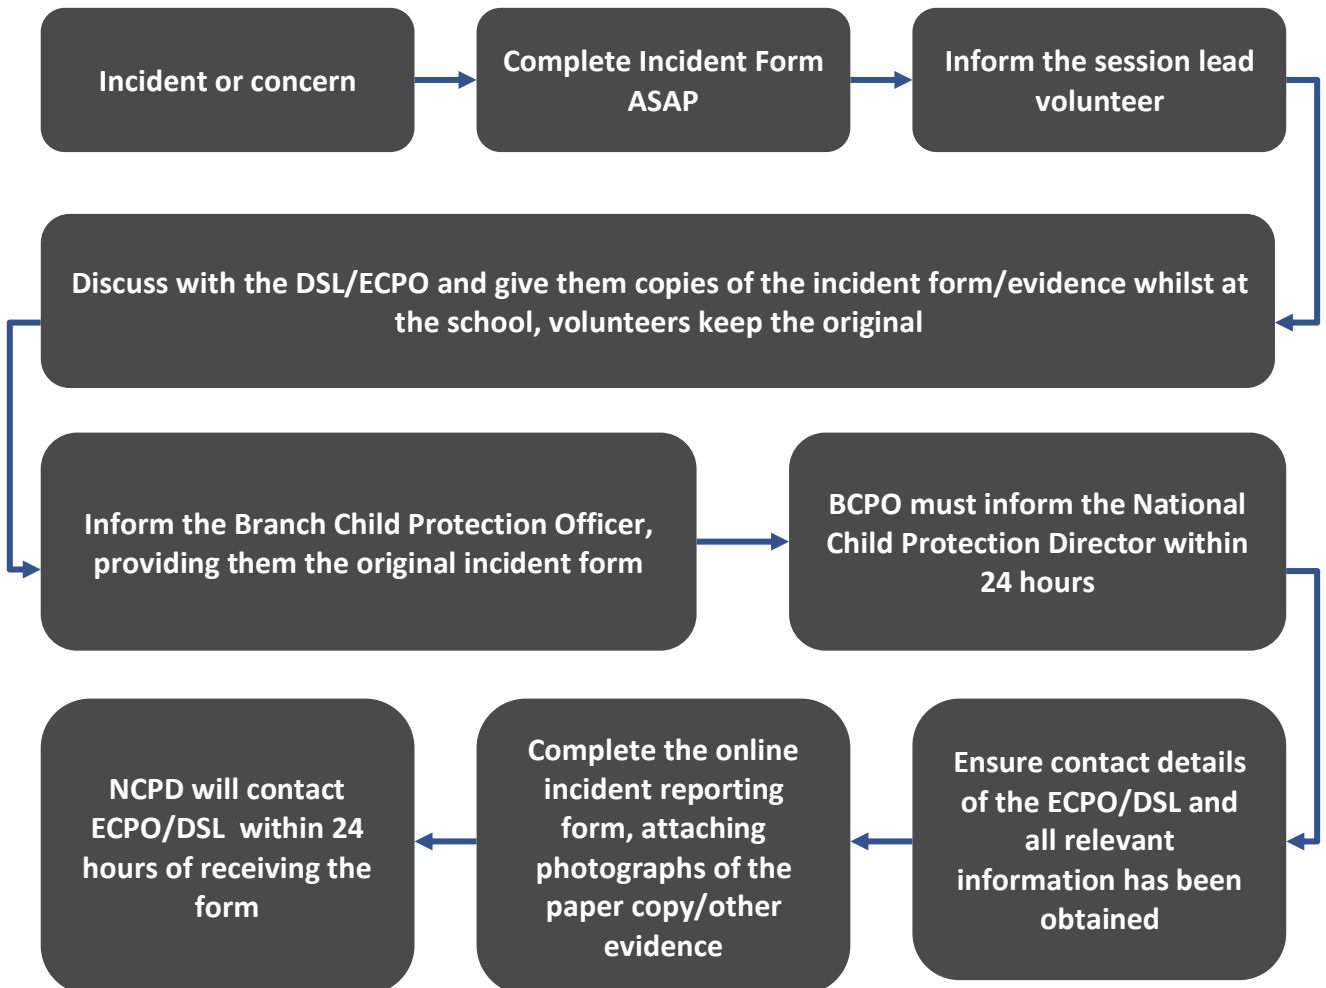 Incident or concern
Complete Incident Form
ASAP
Inform the session lead
volunteer
Discuss with the DSL/ECPO and give them copies of the incident form/evidence whilst at
the school, volunteers keep the original
Inform the Branch Child Protection Officer,
providing them the original incident form
BCPO must inform the National
Child Protection Director within
24 hours
Ensure contact details
of the ECPO/DSL and
all relevant
information has been
obtained
Complete the online
incident reporting
form, attaching
photographs of the
paper copy/other
evidence
NCPD will contact
ECPO/DSL  within 24
hours of receiving the
form